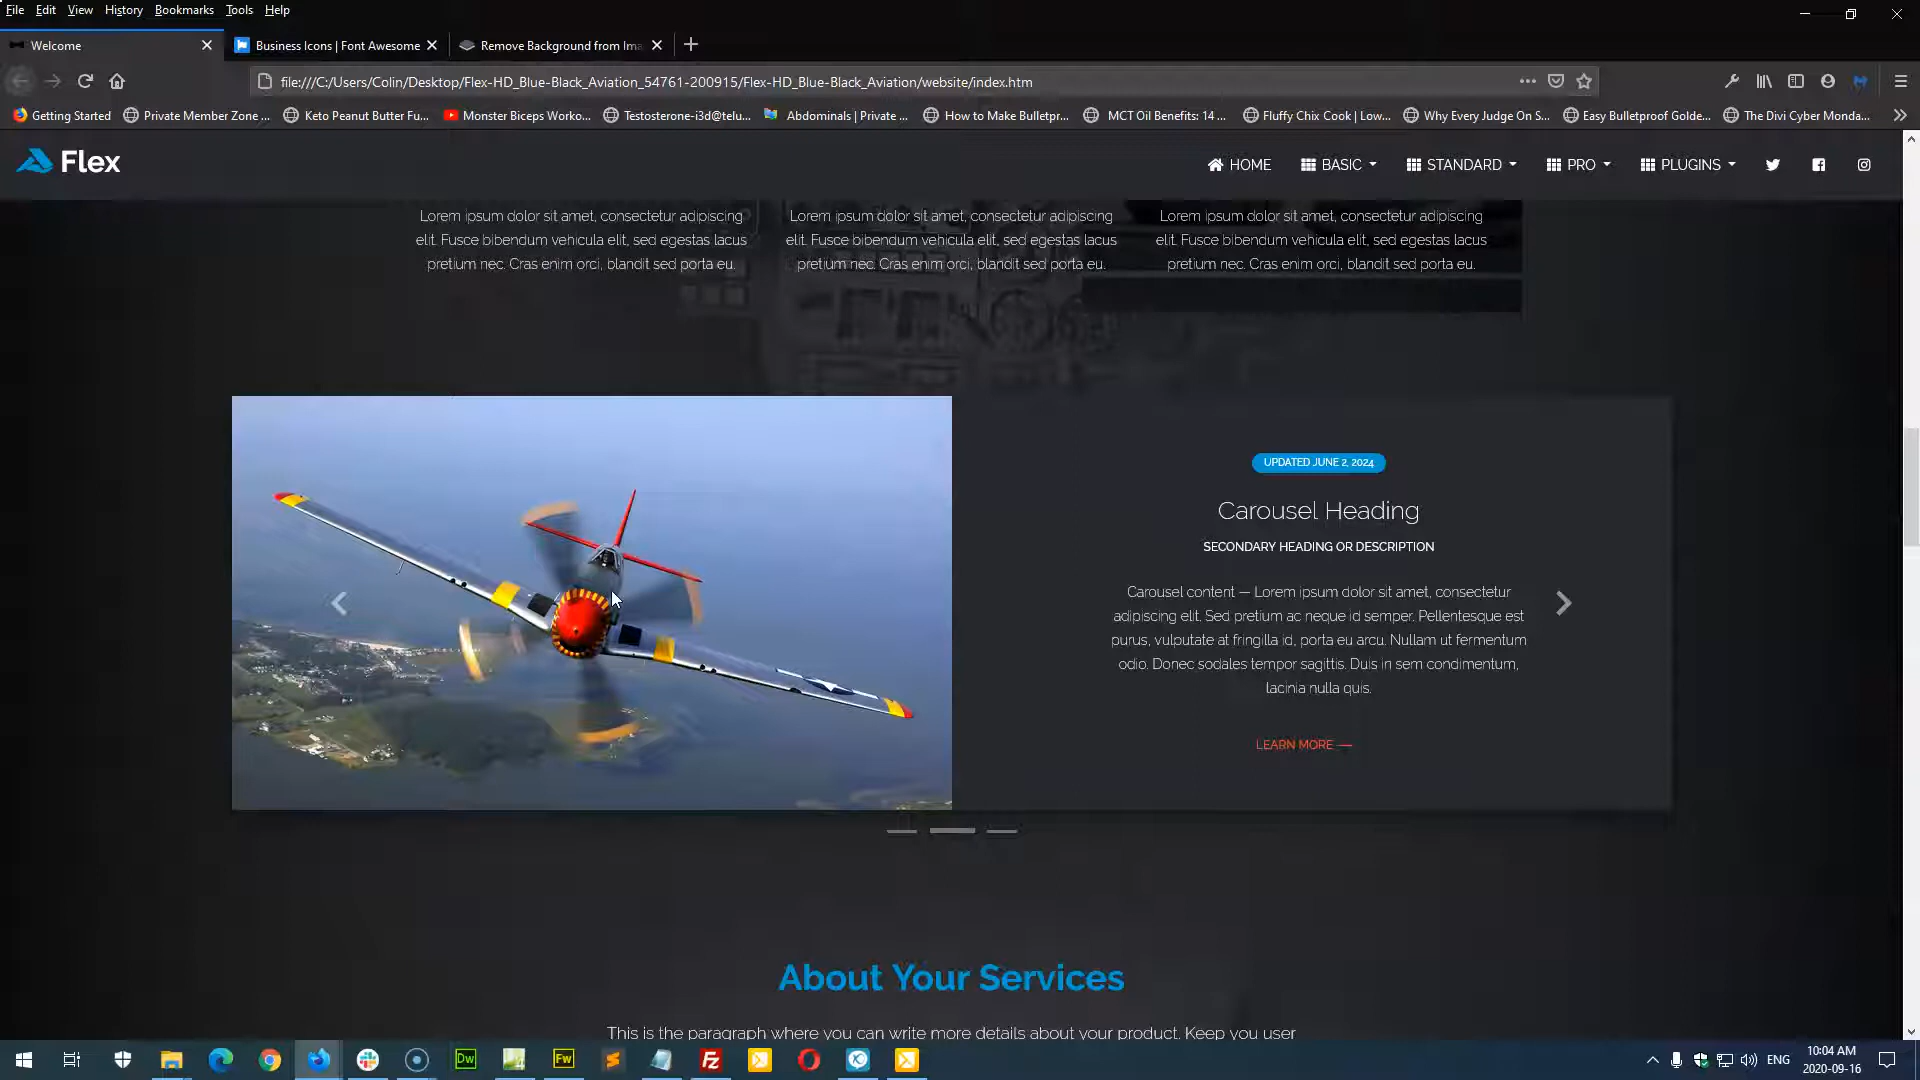 File Edit View History Bookmarks Tools Help
Welcome
Business Icons | Font Awesome
Remove Background from Ima
file:///C:/Users/Colin/Desktop/Flex-HD_Blue-Black_Aviation_54761-200915/Flex-HD_Blue-Black_Aviation/website/index.htm
Getting Started Private Member Zone ... Keto Peanut Butter Fu... Monster Biceps Worko... Testosterone-i3d@telu... Abdominals | Private ... How to Make Bulletpr... MCT Oil Benefits: 14 ... Fluffy Chix Cook | Low... Why Every Judge On S... Easy Bulletproof Golde... The Divi Cyber Monda...
Flex
HOME BASIC STANDARD PRO PLUGINS
Lorem ipsum dolor sit amet, consectetur adipiscing
elit. Fusce bibendum vehicula elit, sed egestas lacus
pretium nec. Cras enim orci, blandit sed porta eu.
Lorem ipsum dolor sit amet, consectetur adipiscing
elit. Fusce bibendum vehicula elit, sed egestas lacus
pretium nec. Cras enim orci, blandit sed porta eu.
Lorem ipsum dolor sit amet, consectetur adipiscing
elit. Fusce bibendum vehicula elit, sed egestas lacus
pretium nec. Cras enim orci, blandit sed porta eu.
UPDATED JUNE 2, 2024
Carousel Heading
SECONDARY HEADING OR DESCRIPTION
Carousel content — Lorem ipsum dolor sit amet, consectetur
adipiscing elit. Sed pretium ac neque id semper. Pellentesque est
purus, vulputate at fringilla id, porta eu arcu. Nullam ut fermentum
odio. Donec sodales tempor sagittis. Duis in sem condimentum,
lacinia nulla quis.
LEARN MORE —
About Your Services
This is the paragraph where you can write more details about your product. Keep you user
Dw
Fw
Fz
ENG
10:04 AM
2020-09-16